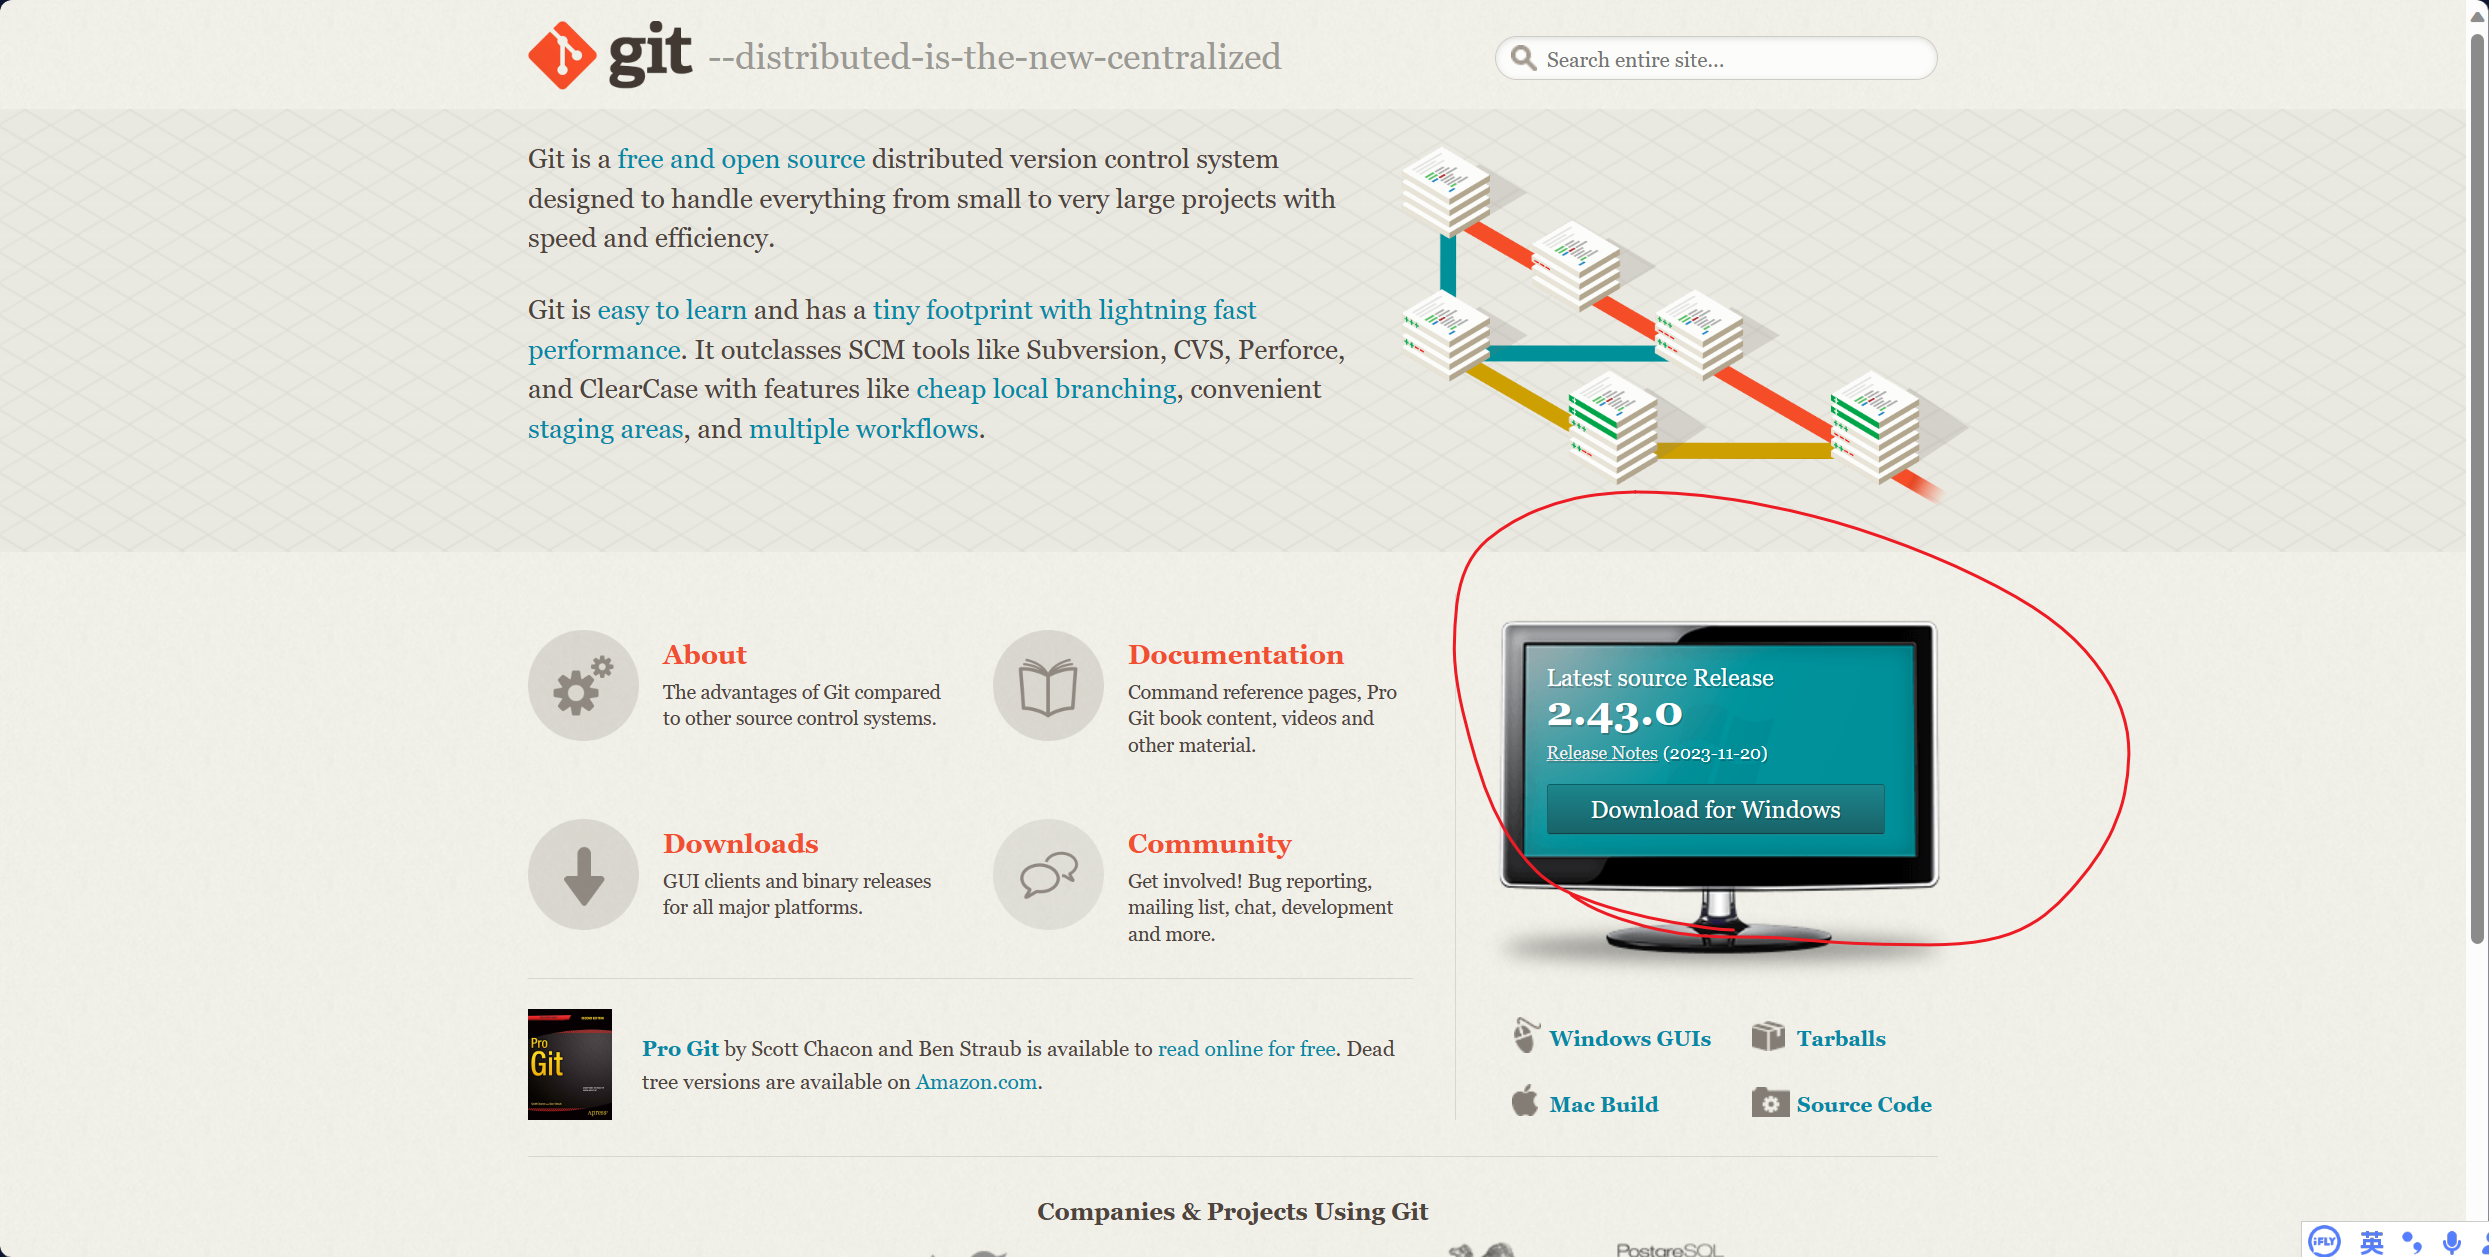 git --distributed-is-the-new-centralized
Search entire site...
Git is a free and open source distributed version control system
designed to handle everything from small to very large projects with
speed and efficiency.
Git is easy to learn and has a tiny footprint with lightning fast
performance. It outclasses SCM tools like Subversion, CVS, Perforce,
and ClearCase with features like cheap local branching, convenient
staging areas, and multiple workflows.
About
The advantages of Git compared
to other source control systems.
Documentation
Command reference pages, Pro
Git book content, videos and
other material.
Downloads
GUI clients and binary releases
for all major platforms.
Community
Get involved! Bug reporting,
mailing list, chat, development
and more.
Latest source Release
2.43.0
Release Notes (2023-11-20)
Download for Windows
Pro
Git
Apress
Pro Git by Scott Chacon and Ben Straub is available to read online for free. Dead
tree versions are available on Amazon.com.
Windows GUIs
Tarballs
Mac Build
Source Code
Companies & Projects Using Git
PostgreSQL
iFLY
英